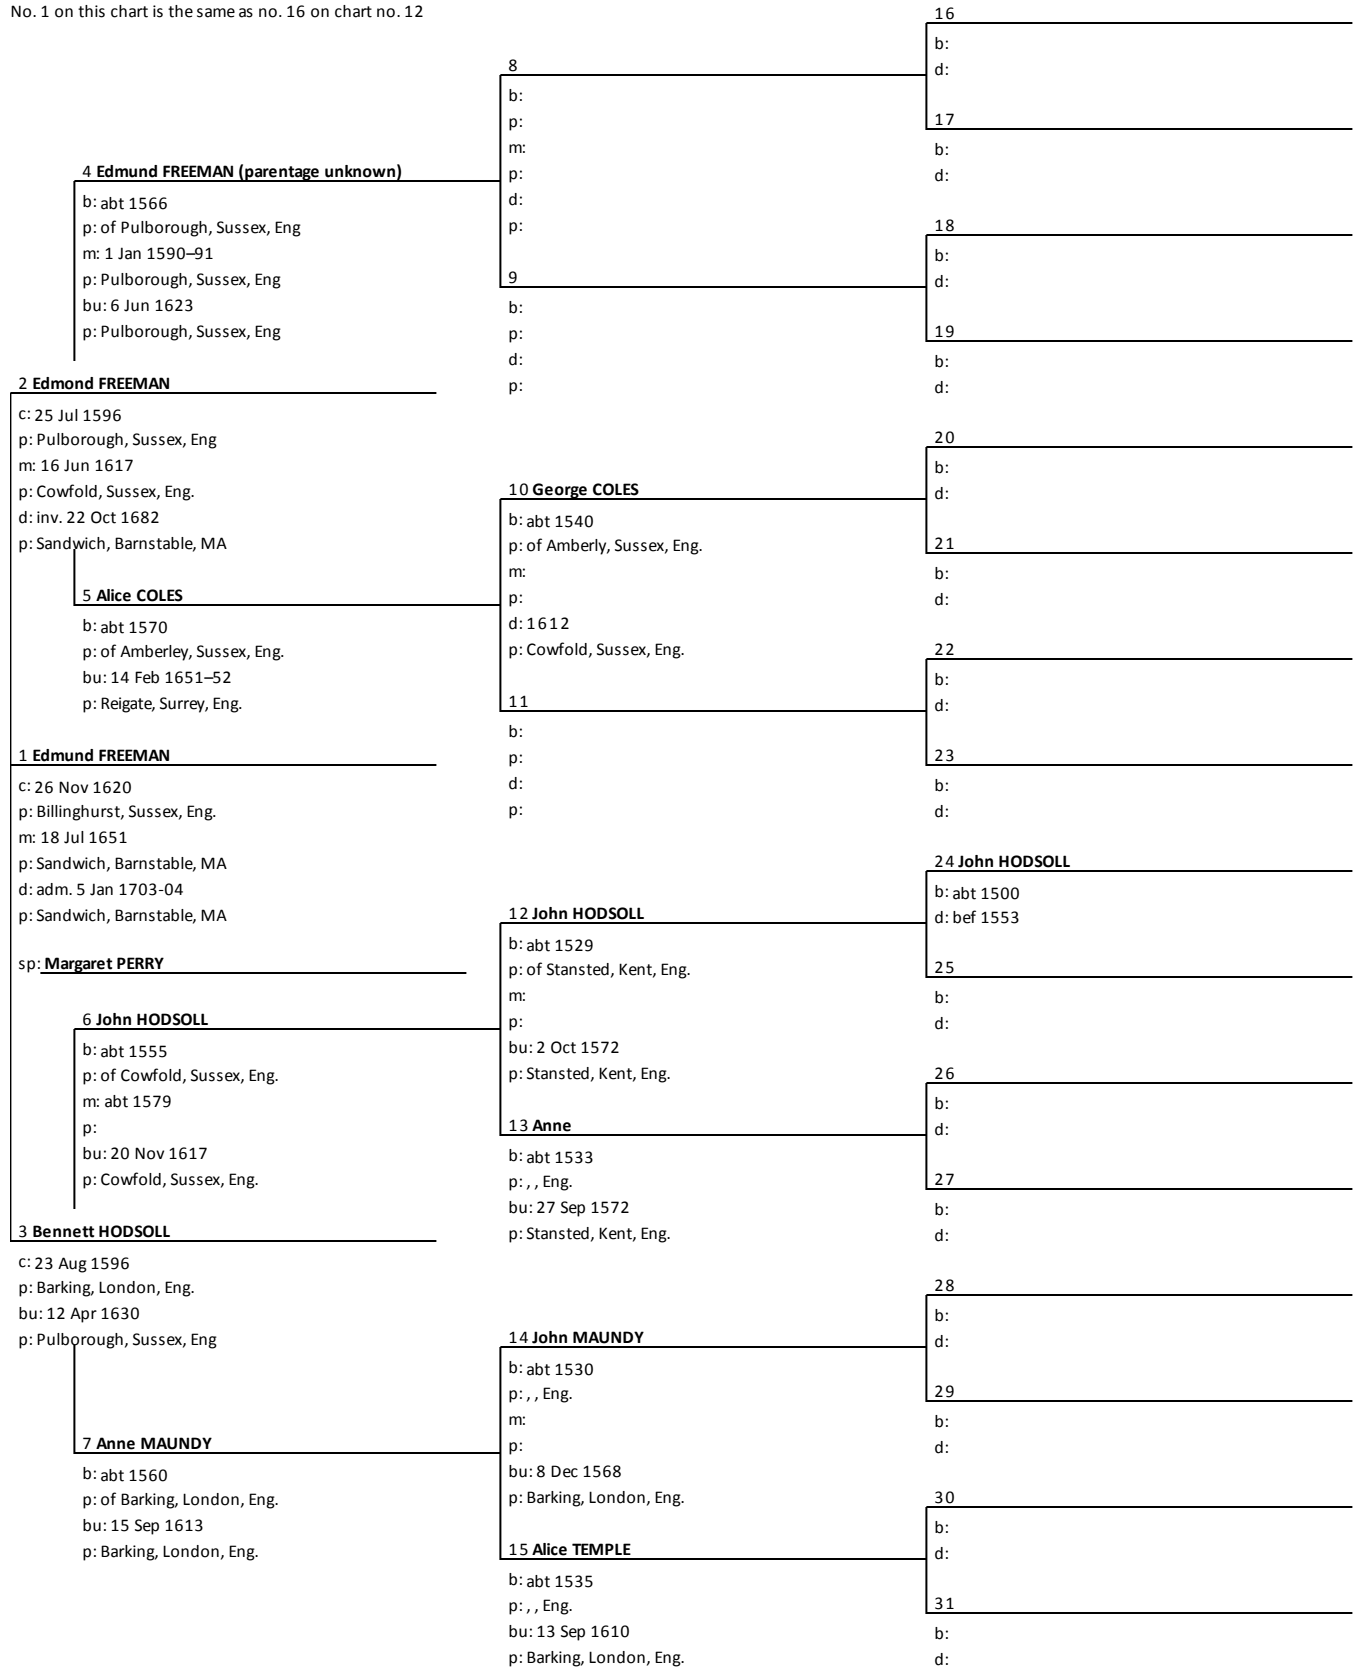 No. 1 on this chart is the same as no. 16 on chart no. 12
16
b:
d:
8
b:
p:
m:
p:
d:
p:
17
b:
d:
4 Edmund FREEMAN (parentage unknown)
b: abt 1566
p: of Pulborough, Sussex, Eng
m: 1 Jan 1590–91
p: Pulborough, Sussex, Eng
bu: 6 Jun 1623
p: Pulborough, Sussex, Eng
18
b:
d:
9
b:
p:
d:
p:
19
b:
d:
2 Edmond FREEMAN
c: 25 Jul 1596
p: Pulborough, Sussex, Eng
m: 16 Jun 1617
p: Cowfold, Sussex, Eng.
d: inv. 22 Oct 1682
p: Sandwich, Barnstable, MA
20
b:
d:
10 George COLES
b: abt 1540
p: of Amberly, Sussex, Eng.
m:
p:
d: 1612
p: Cowfold, Sussex, Eng.
21
b:
d:
5 Alice COLES
b: abt 1570
p: of Amberley, Sussex, Eng.
bu: 14 Feb 1651–52
p: Reigate, Surrey, Eng.
22
b:
d:
11
b:
p:
d:
p:
23
b:
d:
1 Edmund FREEMAN
c: 26 Nov 1620
p: Billinghurst, Sussex, Eng.
m: 18 Jul 1651
p: Sandwich, Barnstable, MA
d: adm. 5 Jan 1703-04
p: Sandwich, Barnstable, MA
sp: Margaret PERRY
24 John HODSOLL
b: abt 1500
d: bef 1553
12 John HODSOLL
b: abt 1529
p: of Stansted, Kent, Eng.
m:
p:
bu: 2 Oct 1572
p: Stansted, Kent, Eng.
25
b:
d:
6 John HODSOLL
b: abt 1555
p: of Cowfold, Sussex, Eng.
m: abt 1579
p:
bu: 20 Nov 1617
p: Cowfold, Sussex, Eng.
26
b:
d:
13 Anne
b: abt 1533
p: , , Eng.
bu: 27 Sep 1572
p: Stansted, Kent, Eng.
27
b:
d:
3 Bennett HODSOLL
c: 23 Aug 1596
p: Barking, London, Eng.
bu: 12 Apr 1630
p: Pulborough, Sussex, Eng
28
b:
d:
14 John MAUNDY
b: abt 1530
p: , , Eng.
m:
p:
bu: 8 Dec 1568
p: Barking, London, Eng.
29
b:
d:
7 Anne MAUNDY
b: abt 1560
p: of Barking, London, Eng.
bu: 15 Sep 1613
p: Barking, London, Eng.
30
b:
d:
15 Alice TEMPLE
b: abt 1535
p: , , Eng.
bu: 13 Sep 1610
p: Barking, London, Eng.
31
b:
d: